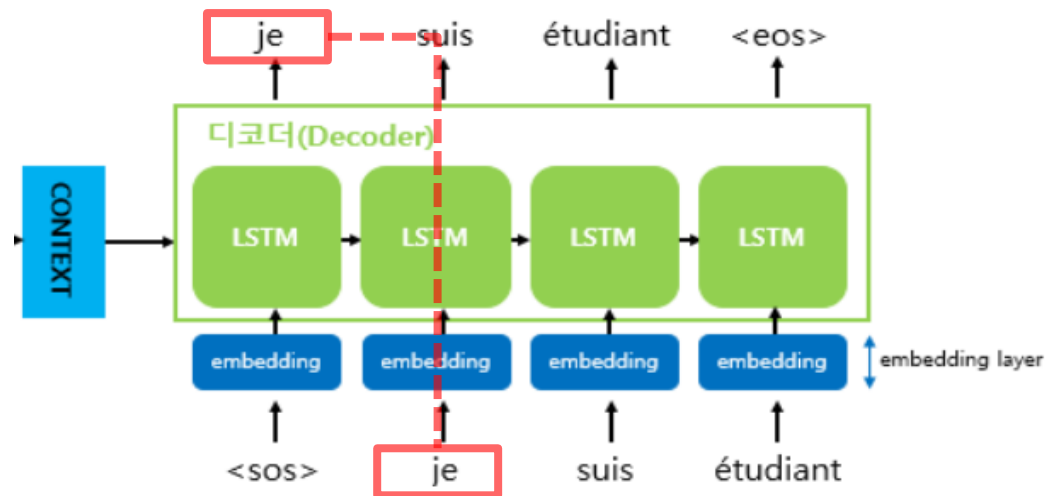 je suis étudiant <eos>
디코더(Decoder)
CONTEXT
LSTM LSTM LSTM LSTM
embedding embedding embedding embedding embedding layer
<sos> je suis étudiant